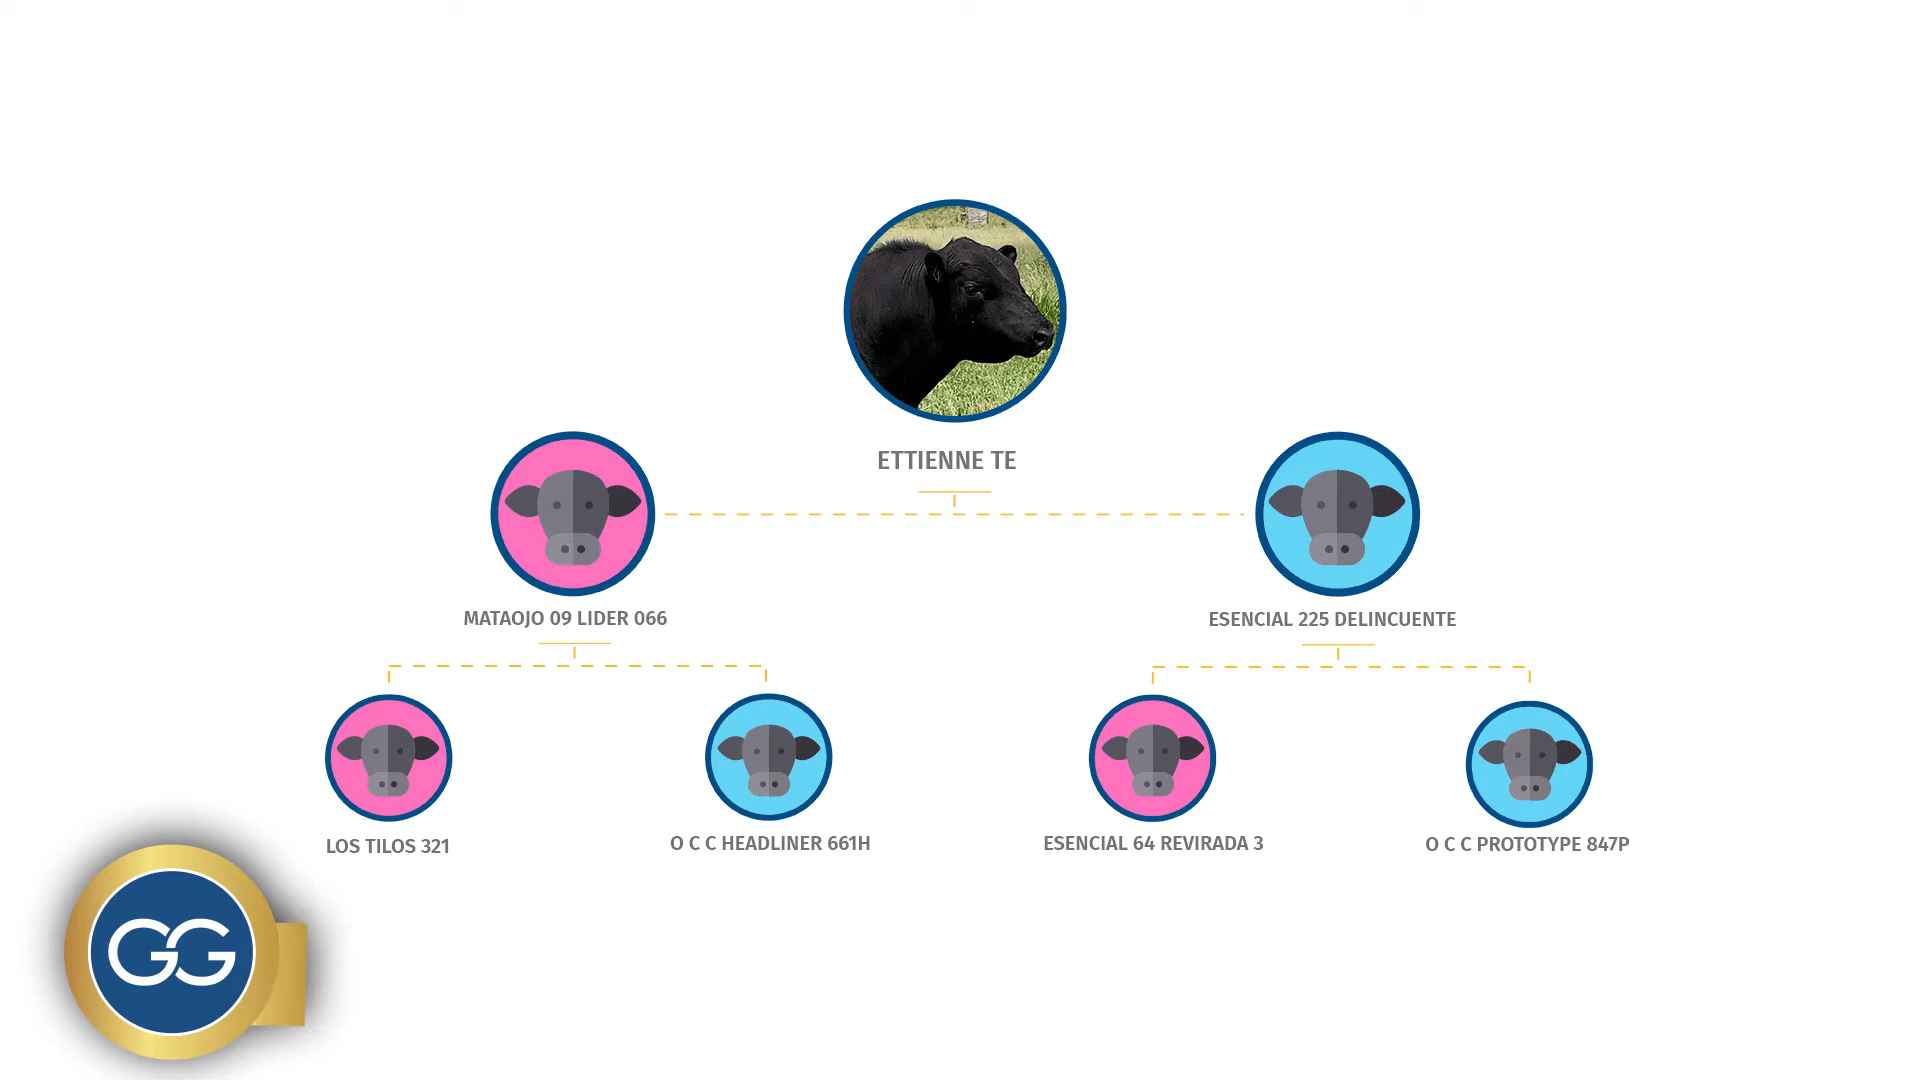 ETTIENNE TE
MATAOJO 09 LIDER 066
ESENCIAL 225 DELINCUENTE
LOS TILOS 321
O C C HEADLINER 661H
ESENCIAL 64 REVIRADA 3
O C C PROTOTYPE 847P
GG